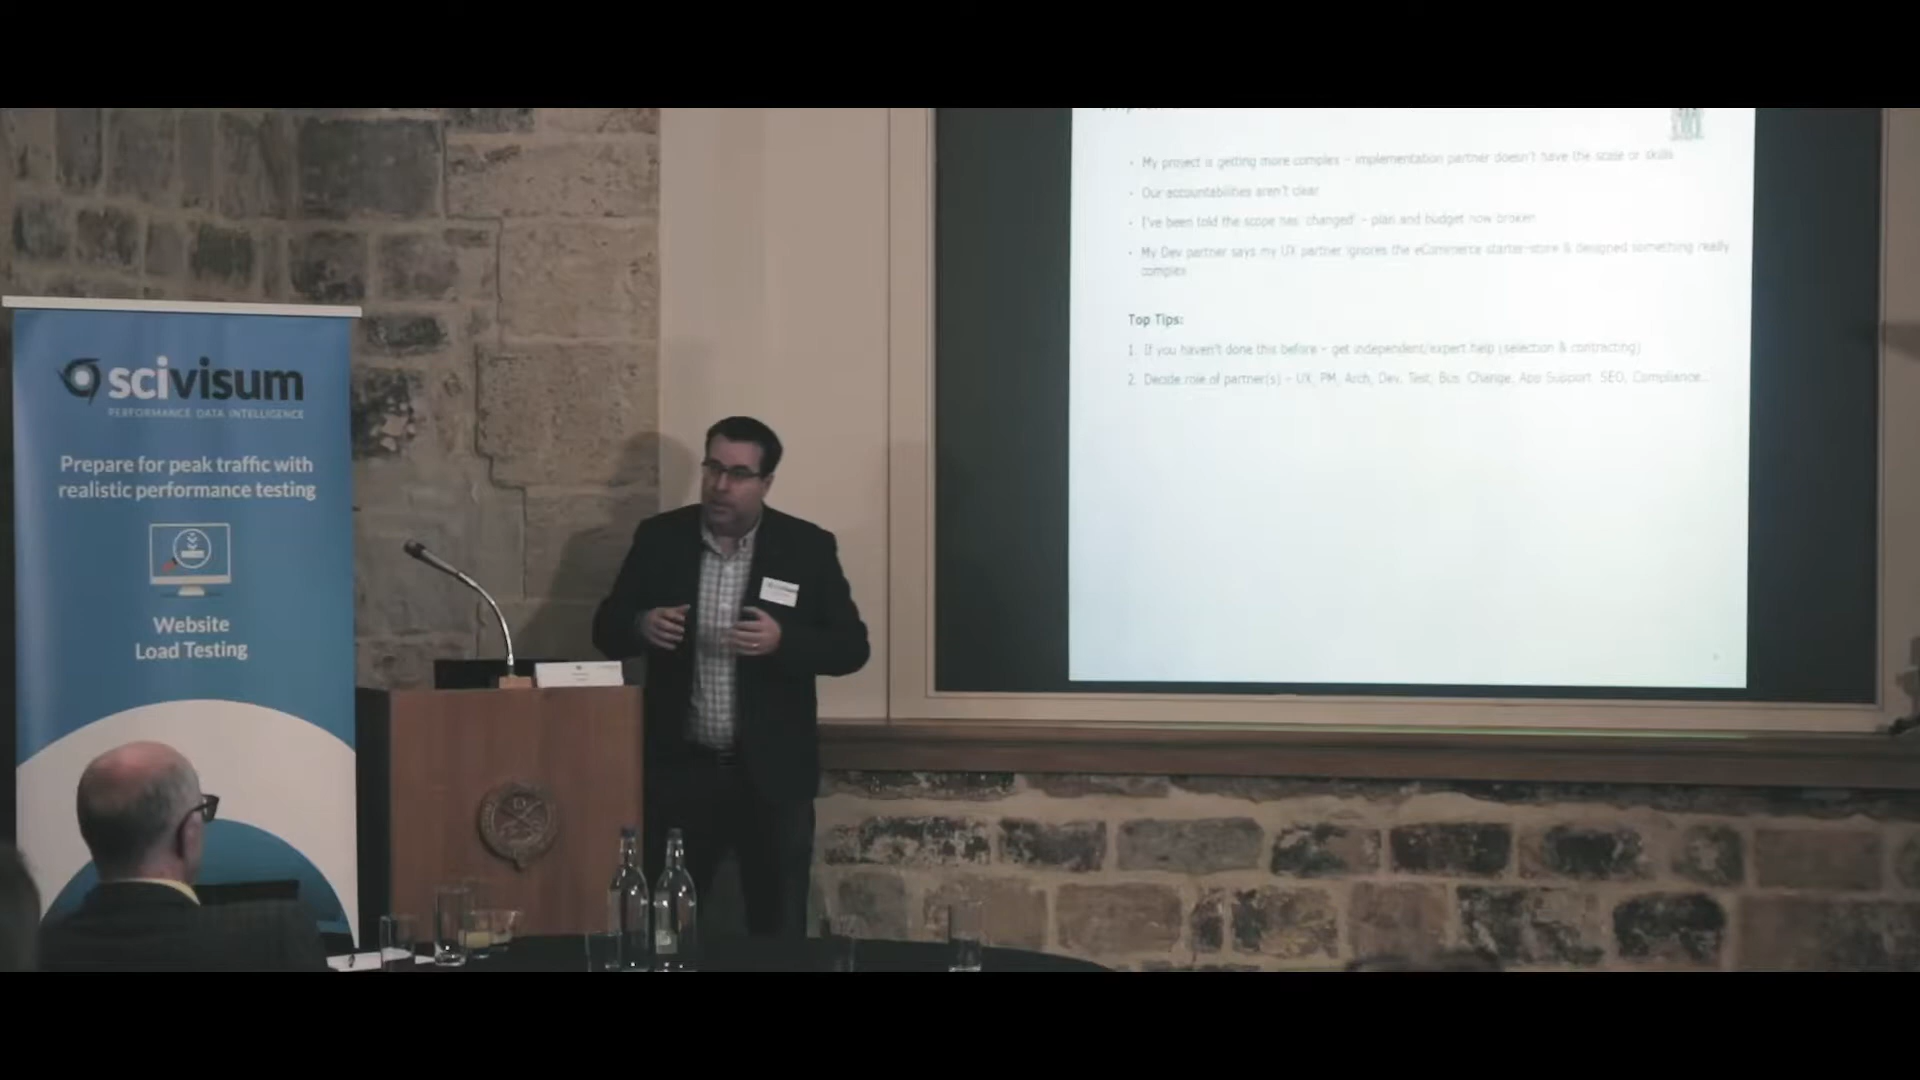 scivisum
PERFORMANCE DATA INTELLIGENCE
Prepare for peak traffic with
realistic performance testing
Website
Load Testing
• My project is getting more complex – implementation partner doesn't have the scale or skills
• Our accountabilities aren't clear
• I've been told the scope has 'changed' – plan and budget now broken
• My Dev partner says my UX partner ignores the eCommerce starter-store & designed something really
complex
Top Tips:
1. If you haven't done this before – get independent/expert help (selection & contracting)
2. Decide role of partner(s) – UX, PM, Arch, Dev, Test, Bus. Change, App Support, SEO, Compliance...